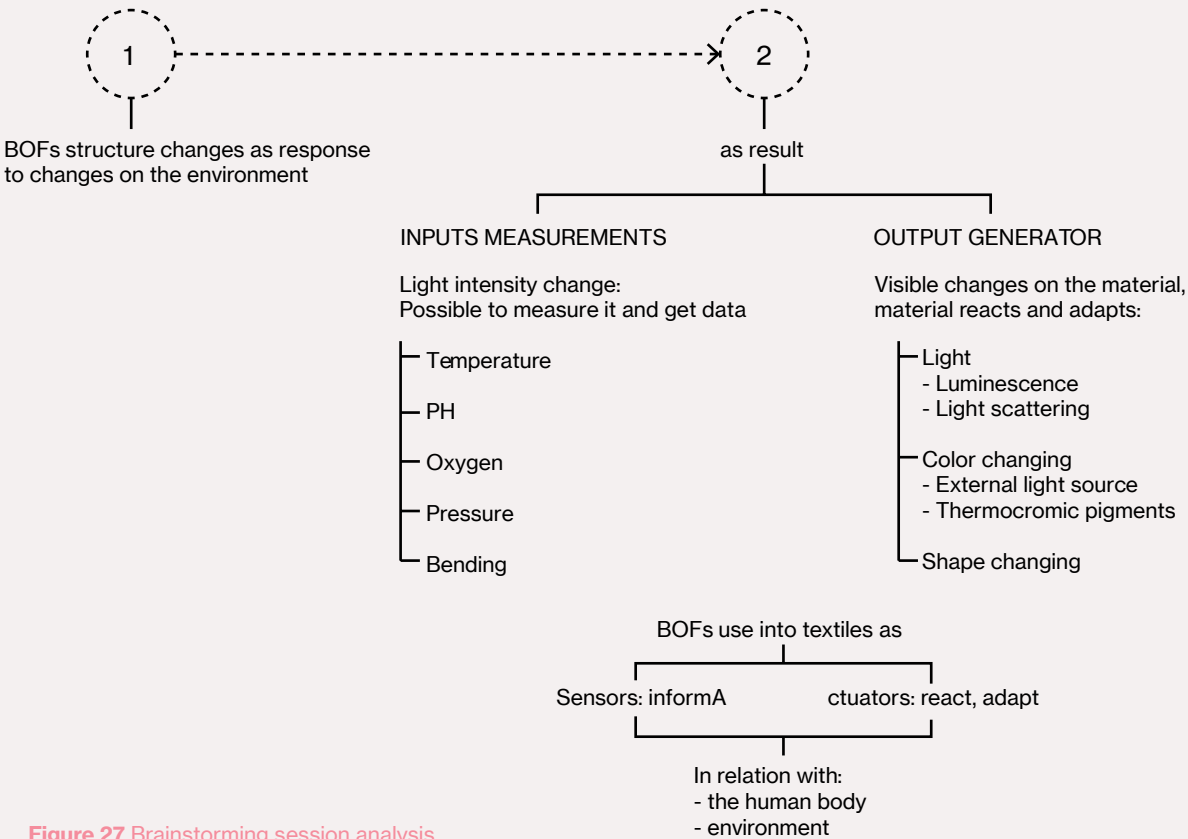 1
2
BOFs structure changes as response
to changes on the environment
as result
INPUTS MEASUREMENTS
Light intensity change:
Possible to measure it and get data
Temperature
PH
Oxygen
Pressure
Bending
OUTPUT GENERATOR
Visible changes on the material,
material reacts and adapts:
Light
- Luminescence
- Light scattering
Color changing
- External light source
- Thermocromic pigments
Shape changing
BOFs use into textiles as
Sensors: informA
ctuators: react, adapt
In relation with:
- the human body
- environment
Figure 27 Brainstorming session analysis